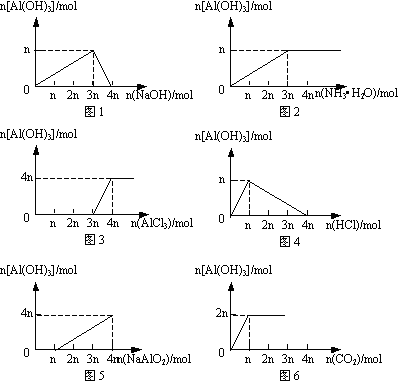 n[Al(OH)₃]/mol
n
0
n 2n 3n 4n n(NaOH)/mol
图1
n[Al(OH)₃]/mol
n
0
n 2n 3n 4n n(NH₃•H₂O)/mol
图2
n[Al(OH)₃]/mol
4n
0
n 2n 3n 4n n(AlCl₃)/mol
图3
n[Al(OH)₃]/mol
n
0
n 2n 3n 4n n(HCl)/mol
图4
n[Al(OH)₃]/mol
4n
0
n 2n 3n 4n n(NaAlO₂)/mol
图5
n[Al(OH)₃]/mol
2n
0
n 2n 3n 4n n(CO₂)/mol
图6